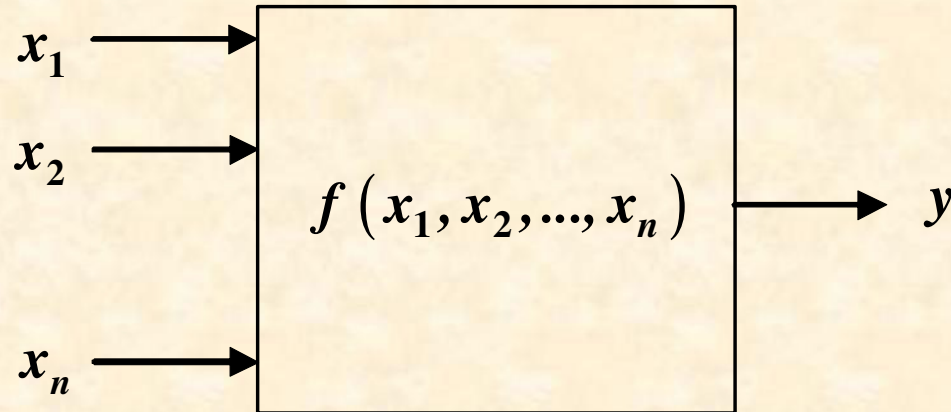 x₁
x₂
f(x₁, x₂, ..., xₙ)
y
xₙ